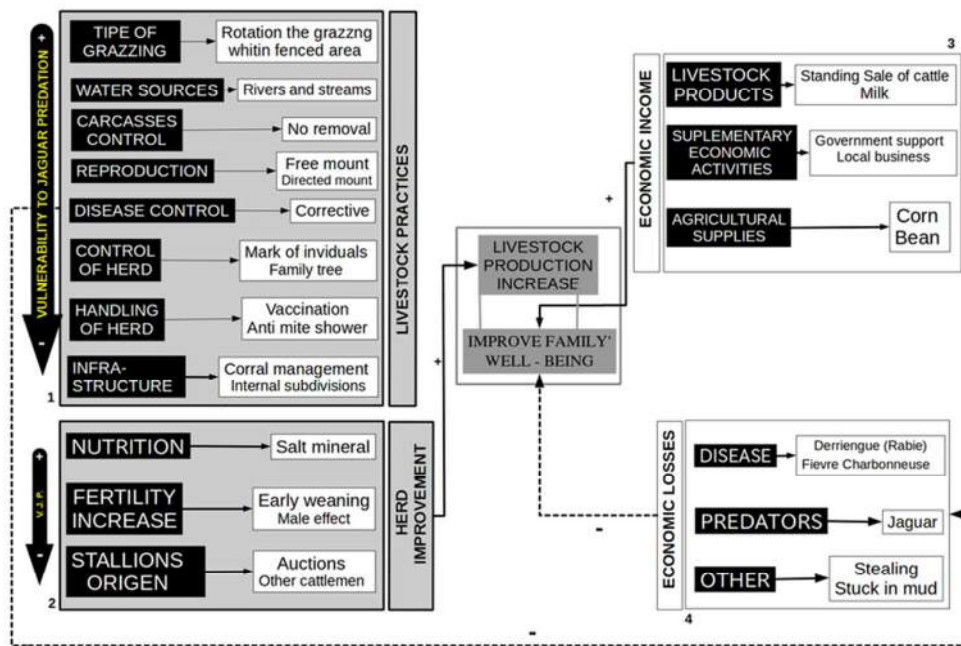 +
VULNERABILITY TO JAGUAR PREDATION
-
1
TIPE OF
GRAZZING
Rotation the grazzng
whitin fenced area
WATER SOURCES
Rivers and streams
CARCASSES
CONTROL
No removal
REPRODUCTION
Free mount
Directed mount
DISEASE CONTROL
Corrective
CONTROL
OF HERD
Mark of inviduals
Family tree
HANDLING
OF HERD
Vaccination
Anti mite shower
INFRA-
STRUCTURE
Corral management
Internal subdivisions
LIVESTOCK PRACTICES
+
V.J.P.
-
2
NUTRITION
Salt mineral
FERTILITY
INCREASE
Early weaning
Male effect
STALLIONS
ORIGEN
Auctions
Other cattlemen
HERD
IMPROVEMENT
+
LIVESTOCK
PRODUCTION
INCREASE
IMPROVE FAMILY'
WELL - BEING
+
3
ECONOMIC INCOME
LIVESTOCK
PRODUCTS
Standing Sale of cattle
Milk
SUPLEMENTARY
ECONOMIC
ACTIVITIES
Government support
Local business
AGRICULTURAL
SUPPLIES
Corn
Bean
-
ECONOMIC LOSSES
4
DISEASE
Derriengue (Rabie)
Fievre Charbonneuse
PREDATORS
Jaguar
OTHER
Stealing
Stuck in mud
-